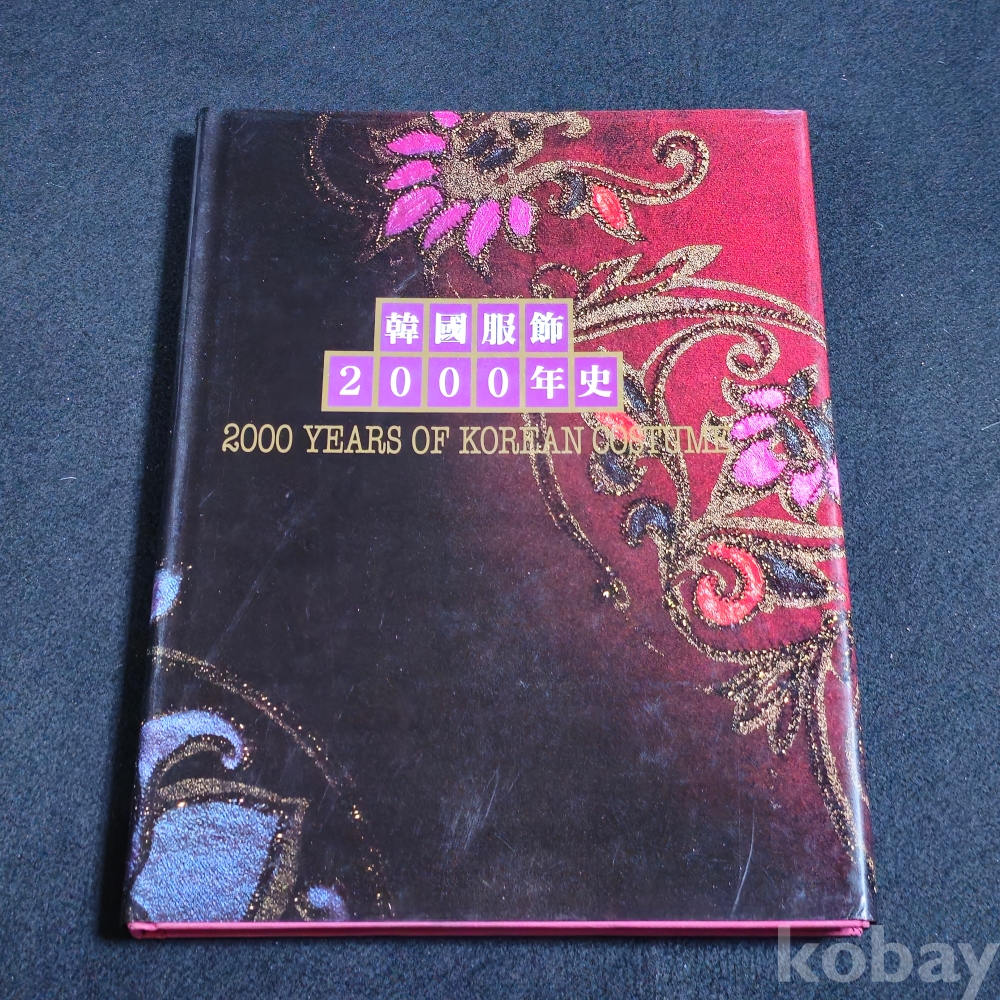 韓國服飾
2000年史
2000 YEARS OF KOREAN COSTUME
kobay